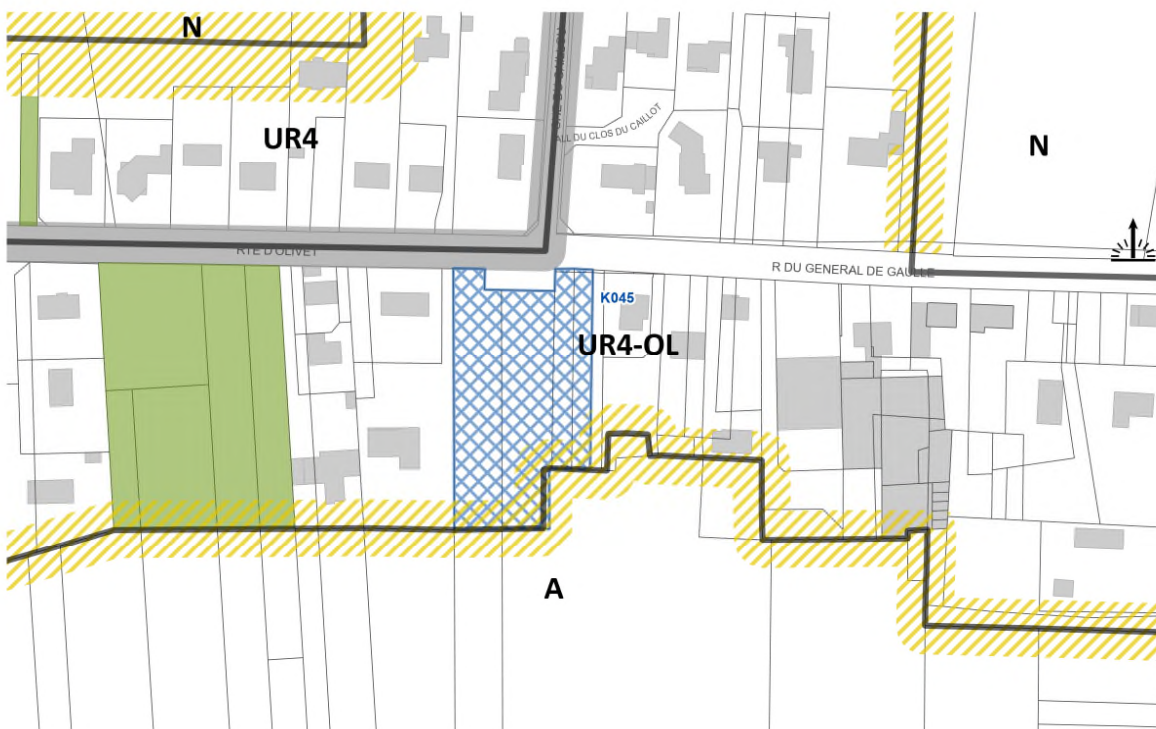 N
UR4
ALL DU CLOS DU CAILLOT
N
RTE D'OLIVET
R DU GENERAL DE GAULLE
K045
UR4-OL
A